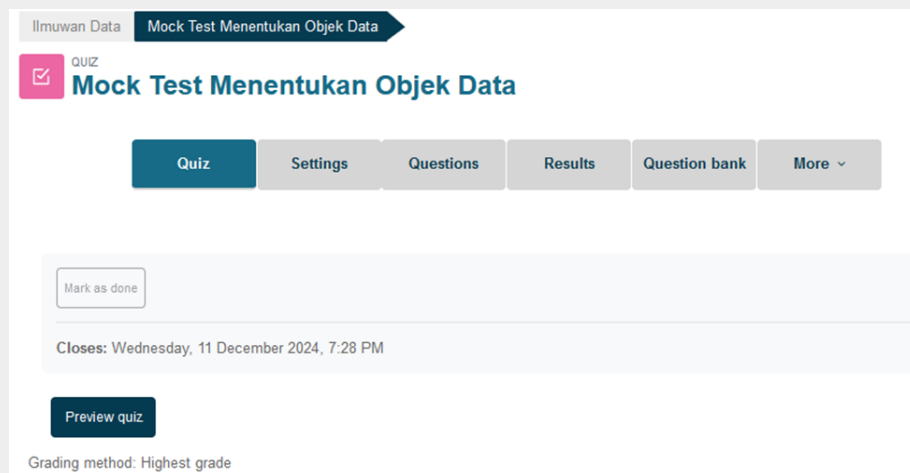 Ilmuwan Data
Mock Test Menentukan Objek Data
QUIZ
Mock Test Menentukan Objek Data
Quiz
Settings
Questions
Results
Question bank
More
Mark as done
Closes: Wednesday, 11 December 2024, 7:28 PM
Preview quiz
Grading method: Highest grade